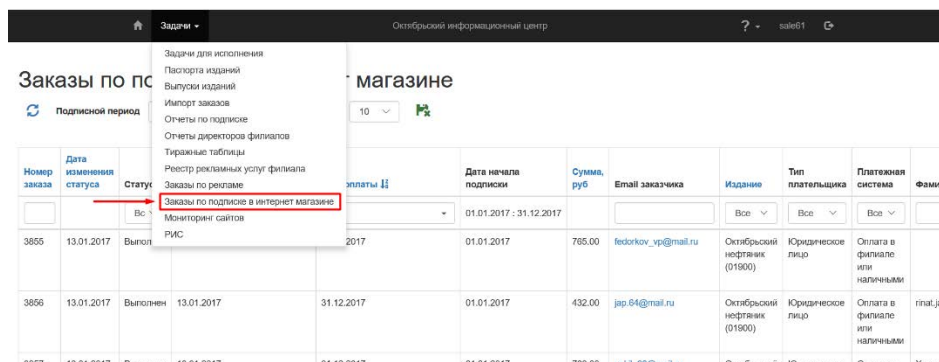 Задачи
Октябрьский информационный центр
? sale61
Задачи для исполнения
Паспорта изданий
Выпуски изданий
Импорт заказов
Отчеты по подписке
Отчеты директоров филиалов
Тиражные таблицы
Реестр рекламных услуг филиала
Заказы по рекламе
Заказы по подписке в интернет магазине
Мониторинг сайтов
РИС
Заказы по магазине
Подписной период 10
Номер заказа Дата изменения статуса Дата начала подписки Сумма, руб Email заказчика Издание Тип плательщика Платежная система
01.01.2017 : 31.12.2017 Все Все Все
3855 13.01.2017 01.01.2017 765.00 fedorkov_vp@mail.ru Октябрьский Юридическое Оплата в
нефтяник лицо филиале
(01900) или
наличными
3856 13.01.2017 Выполнен 13.01.2017 31.12.2017 01.01.2017 432.00 jap.64@mail.ru Октябрьский Юридическое Оплата в
нефтяник лицо филиале
(01900) или
наличными